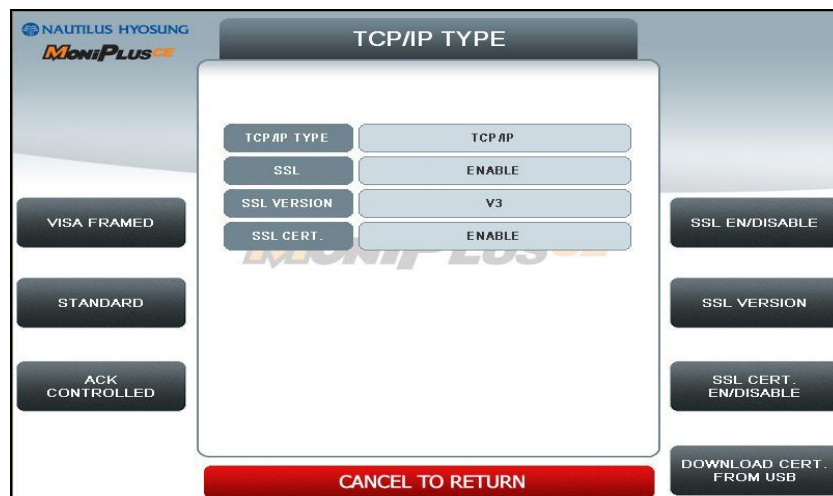 NAUTILUS HYOSUNG
MoniPlusCE
TCP/IP TYPE
TCP/IP TYPE TCP/IP
SSL ENABLE
SSL VERSION V3
SSL CERT. ENABLE
MoniPlusCE
VISA FRAMED
STANDARD
ACK
CONTROLLED
SSL EN/DISABLE
SSL VERSION
SSL CERT.
EN/DISABLE
DOWNLOAD CERT.
FROM USB
CANCEL TO RETURN